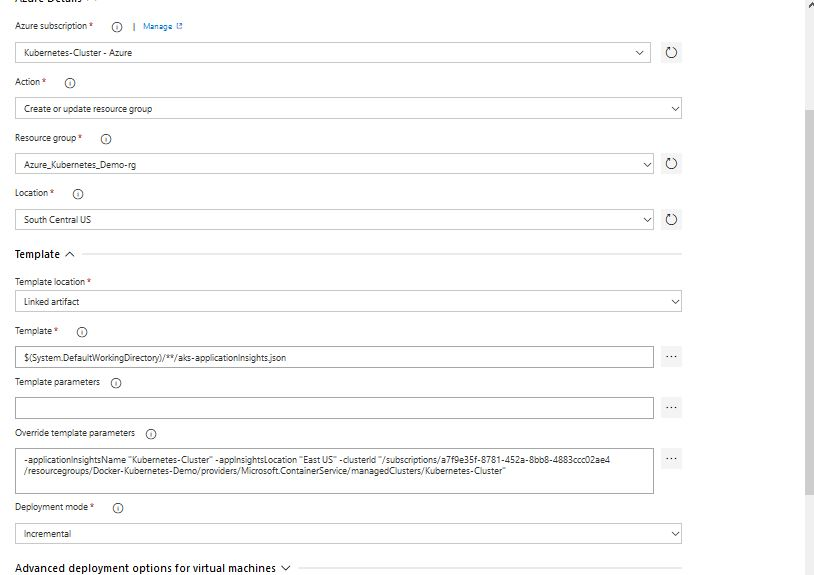 Azure Details
Azure subscription * | Manage
Kubernetes-Cluster - Azure
Action *
Create or update resource group
Resource group *
Azure_Kubernetes_Demo-rg
Location *
South Central US
Template
Template location *
Linked artifact
Template *
$(System.DefaultWorkingDirectory)/**/aks-applicationInsights.json
...
Template parameters
...
Override template parameters
-applicationInsightsName "Kubernetes-Cluster" -appInsightsLocation "East US" -clusterId "/subscriptions/a7f9e35f-8781-452a-8bb8-4883ccc02ae4
/resourcegroups/Docker-Kubernetes-Demo/providers/Microsoft.ContainerService/managedClusters/Kubernetes-Cluster"
...
Deployment mode *
Incremental
Advanced deployment options for virtual machines